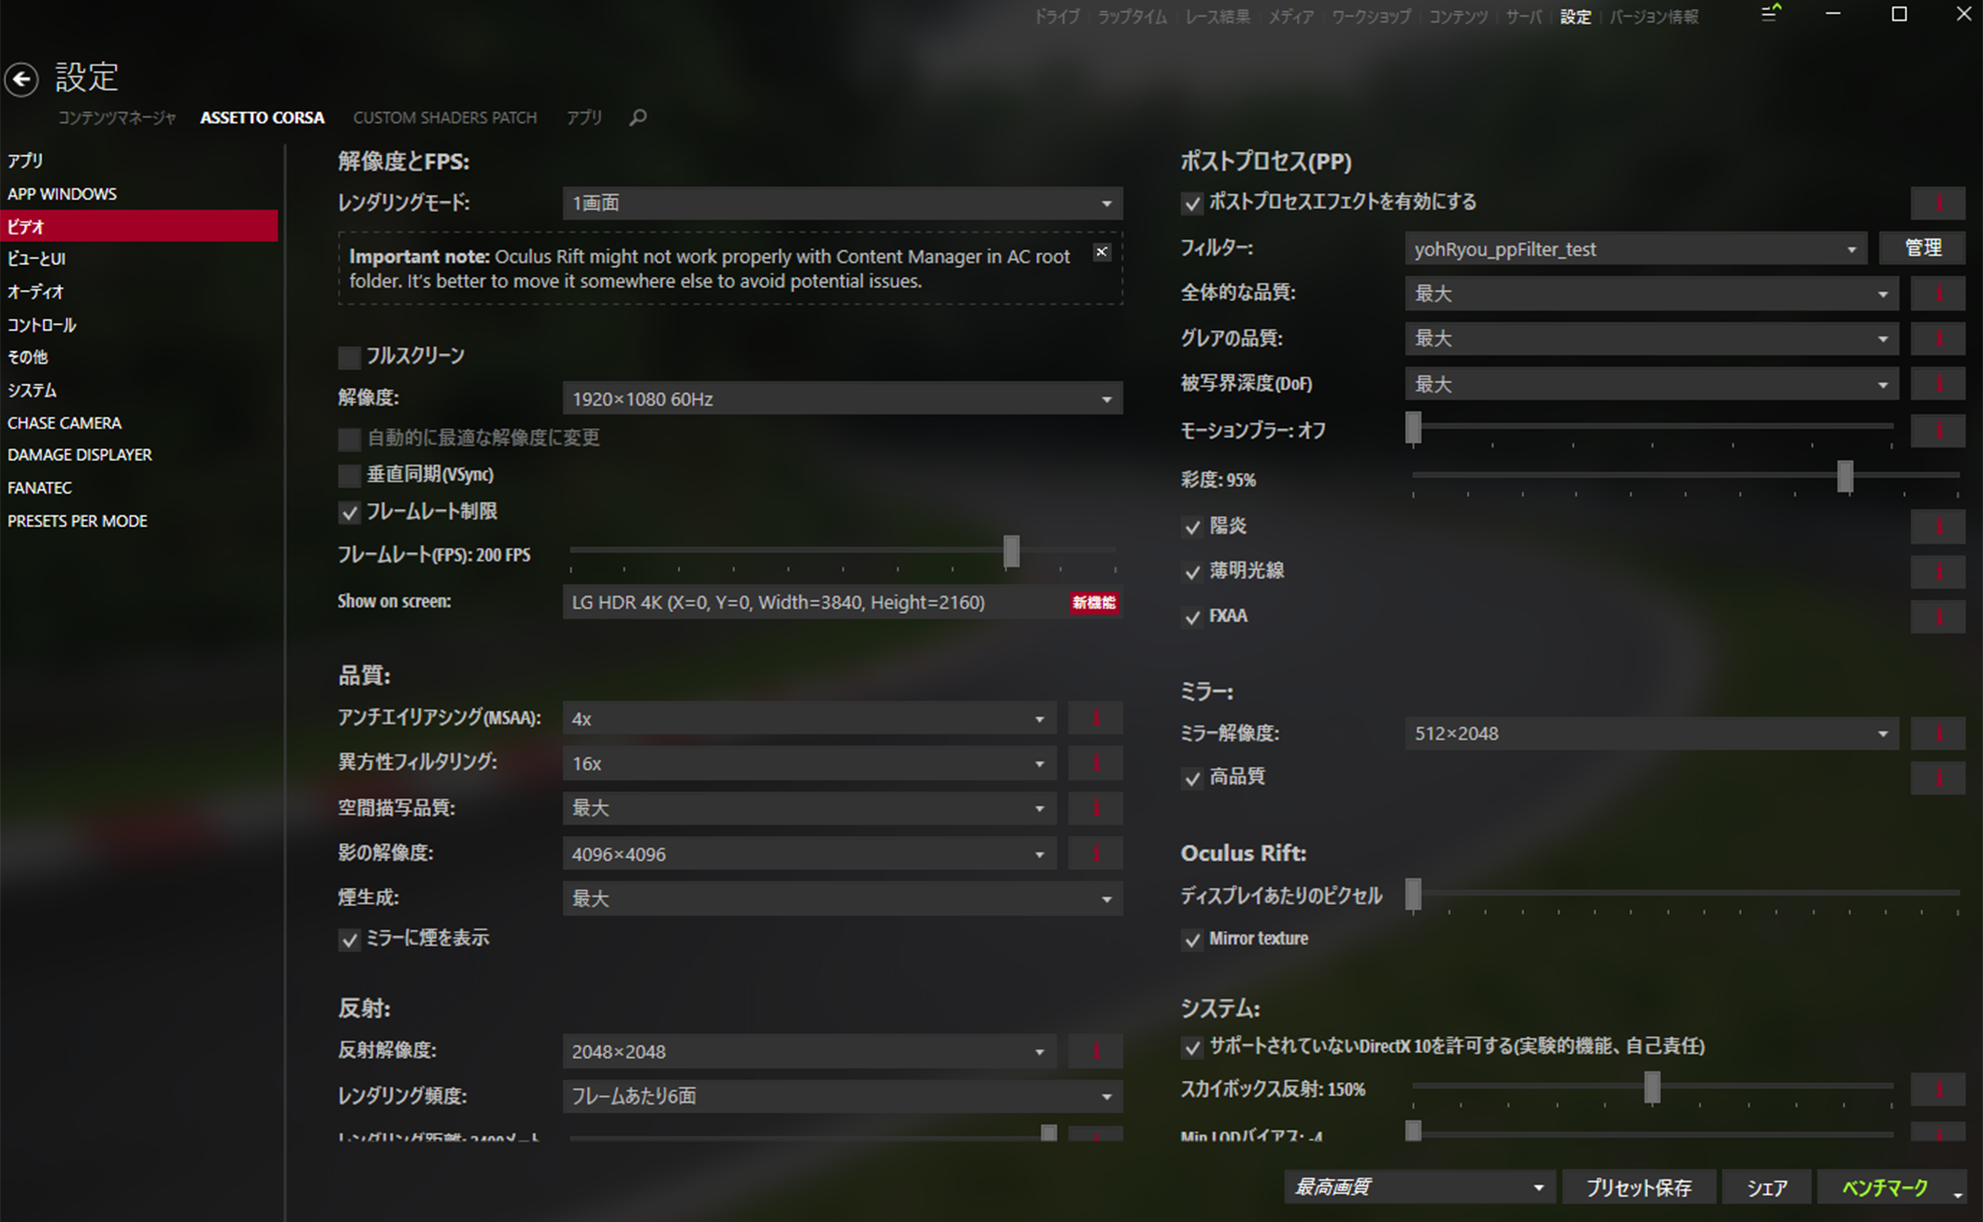 ドライブ ラップタイム レース結果 メディア ワークショップ コンテンツ サーバ 設定 バージョン情報
設定
コンテンツマネージャ ASSETTO CORSA CUSTOM SHADERS PATCH アプリ
アプリ
APP WINDOWS
ビデオ
ビューとUI
オーディオ
コントロール
その他
システム
CHASE CAMERA
DAMAGE DISPLAYER
FANATEC
PRESETS PER MODE
解像度とFPS:
レンダリングモード: 1画面
Important note: Oculus Rift might not work properly with Content Manager in AC root
folder. It's better to move it somewhere else to avoid potential issues.
フルスクリーン
解像度: 1920×1080 60Hz
自動的に最適な解像度に変更
垂直同期(VSync)
フレームレート制限
フレームレート(FPS): 200 FPS
Show on screen: LG HDR 4K (X=0, Y=0, Width=3840, Height=2160) 新機能
品質:
アンチエイリアシング(MSAA): 4x
異方性フィルタリング: 16x
空間描写品質: 最大
影の解像度: 4096×4096
煙生成: 最大
ミラーに煙を表示
反射:
反射解像度: 2048×2048
レンダリング頻度: フレームあたり6面
レンダリング距離: 2400メート
ポストプロセス(PP)
ポストプロセスエフェクトを有効にする
フィルター: yohRyou_ppFilter_test 管理
全体的な品質: 最大
グレアの品質: 最大
被写界深度(DoF) 最大
モーションブラー: オフ
彩度: 95%
陽炎
薄明光線
FXAA
ミラー:
ミラー解像度: 512×2048
高品質
Oculus Rift:
ディスプレイあたりのピクセル
Mirror texture
システム:
サポートされていないDirectX 10を許可する(実験的機能、自己責任)
スカイボックス反射: 150%
Min LODバイアス: -4
最高画質 プリセット保存 シェア ベンチマーク